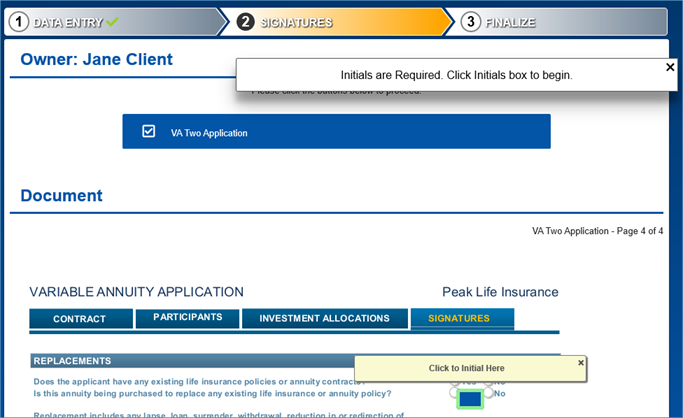 1 DATA ENTRY
2 SIGNATURES
3 FINALIZE
Owner: Jane Client
Initials are Required. Click Initials box to begin.
Please click the buttons below to proceed.
VA Two Application
Document
VA Two Application - Page 4 of 4
VARIABLE ANNUITY APPLICATION
Peak Life Insurance
CONTRACT
PARTICIPANTS
INVESTMENT ALLOCATIONS
SIGNATURES
REPLACEMENTS
Click to Initial Here
Does the applicant have any existing life insurance policies or annuity contracts? Yes No
Is this annuity being purchased to replace any existing life insurance or annuity policy? No
Replacement includes any lapse, loan, surrender, withdrawal, reduction in or redirection of